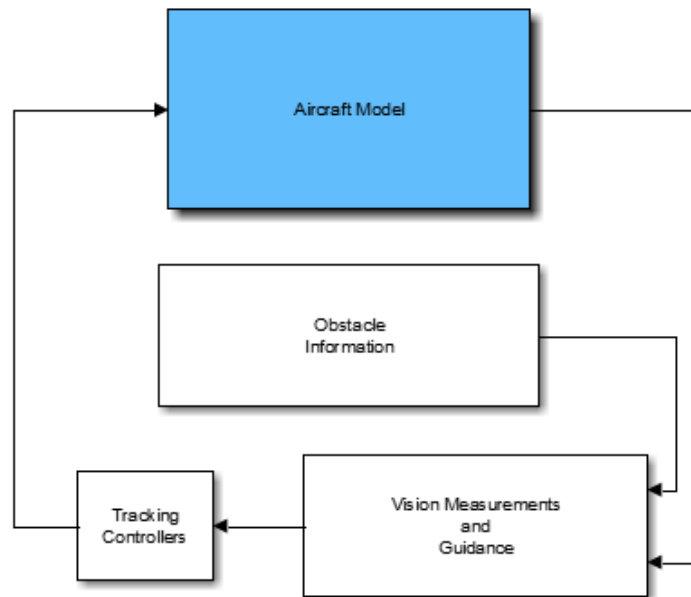 Aircraft Model
Obstacle
Information
Tracking
Controllers
Vision Measurements
and
Guidance